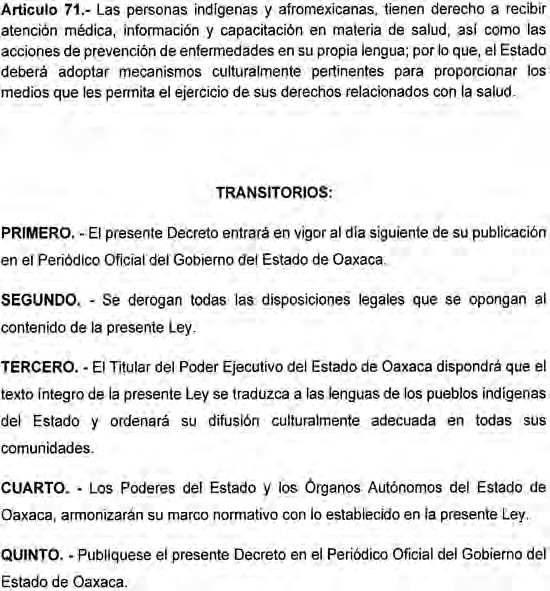 Artículo 71.- Las personas indígenas y afromexicanas, tienen derecho a recibir
atención médica, información y capacitación en materia de salud, así como las
acciones de prevención de enfermedades en su propia lengua; por lo que, el Estado
deberá adoptar mecanismos culturalmente pertinentes para proporcionar los
medios que les permita el ejercicio de sus derechos relacionados con la salud.
TRANSITORIOS:
PRIMERO. - El presente Decreto entrará en vigor al día siguiente de su publicación
en el Periódico Oficial del Gobierno del Estado de Oaxaca.
SEGUNDO. - Se derogan todas las disposiciones legales que se opongan al
contenido de la presente Ley.
TERCERO. - El Titular del Poder Ejecutivo del Estado de Oaxaca dispondrá que el
texto íntegro de la presente Ley se traduzca a las lenguas de los pueblos indígenas
del Estado y ordenará su difusión culturalmente adecuada en todas sus
comunidades.
CUARTO. - Los Poderes del Estado y los Órganos Autónomos del Estado de
Oaxaca, armonizarán su marco normativo con lo establecido en la presente Ley.
QUINTO. - Publíquese el presente Decreto en el Periódico Oficial del Gobierno del
Estado de Oaxaca.